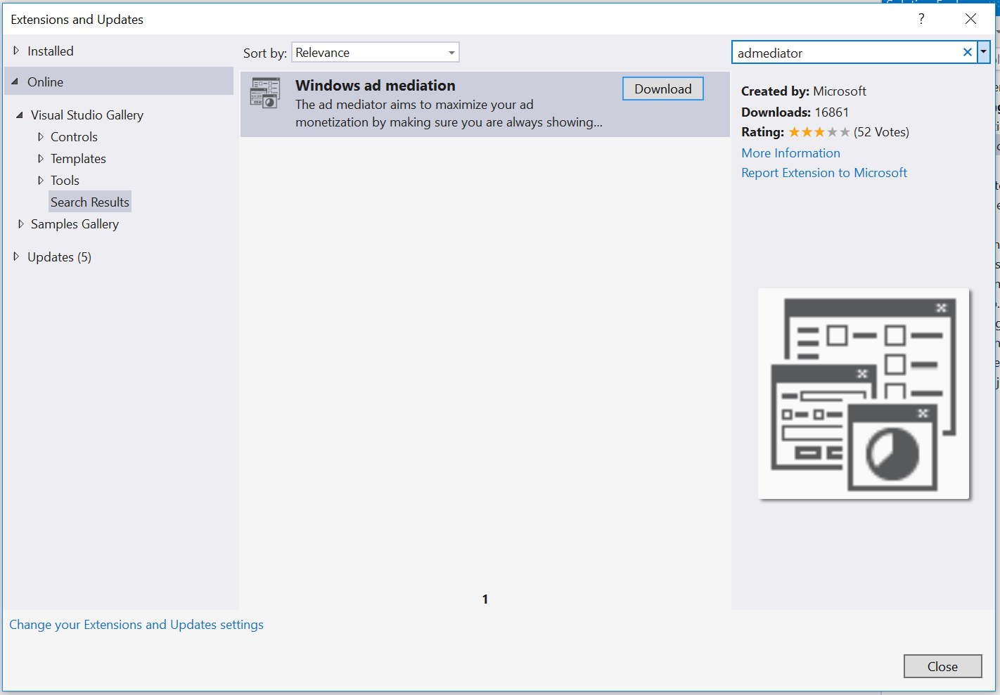 Extensions and Updates
?
Installed
Online
Visual Studio Gallery
Controls
Templates
Tools
Search Results
Samples Gallery
Updates (5)
Sort by: Relevance
Windows ad mediation
Download
The ad mediator aims to maximize your ad
monetization by making sure you are always showing...
1
admediator
Created by: Microsoft
Downloads: 16861
Rating: (52 Votes)
More Information
Report Extension to Microsoft
Change your Extensions and Updates settings
Close